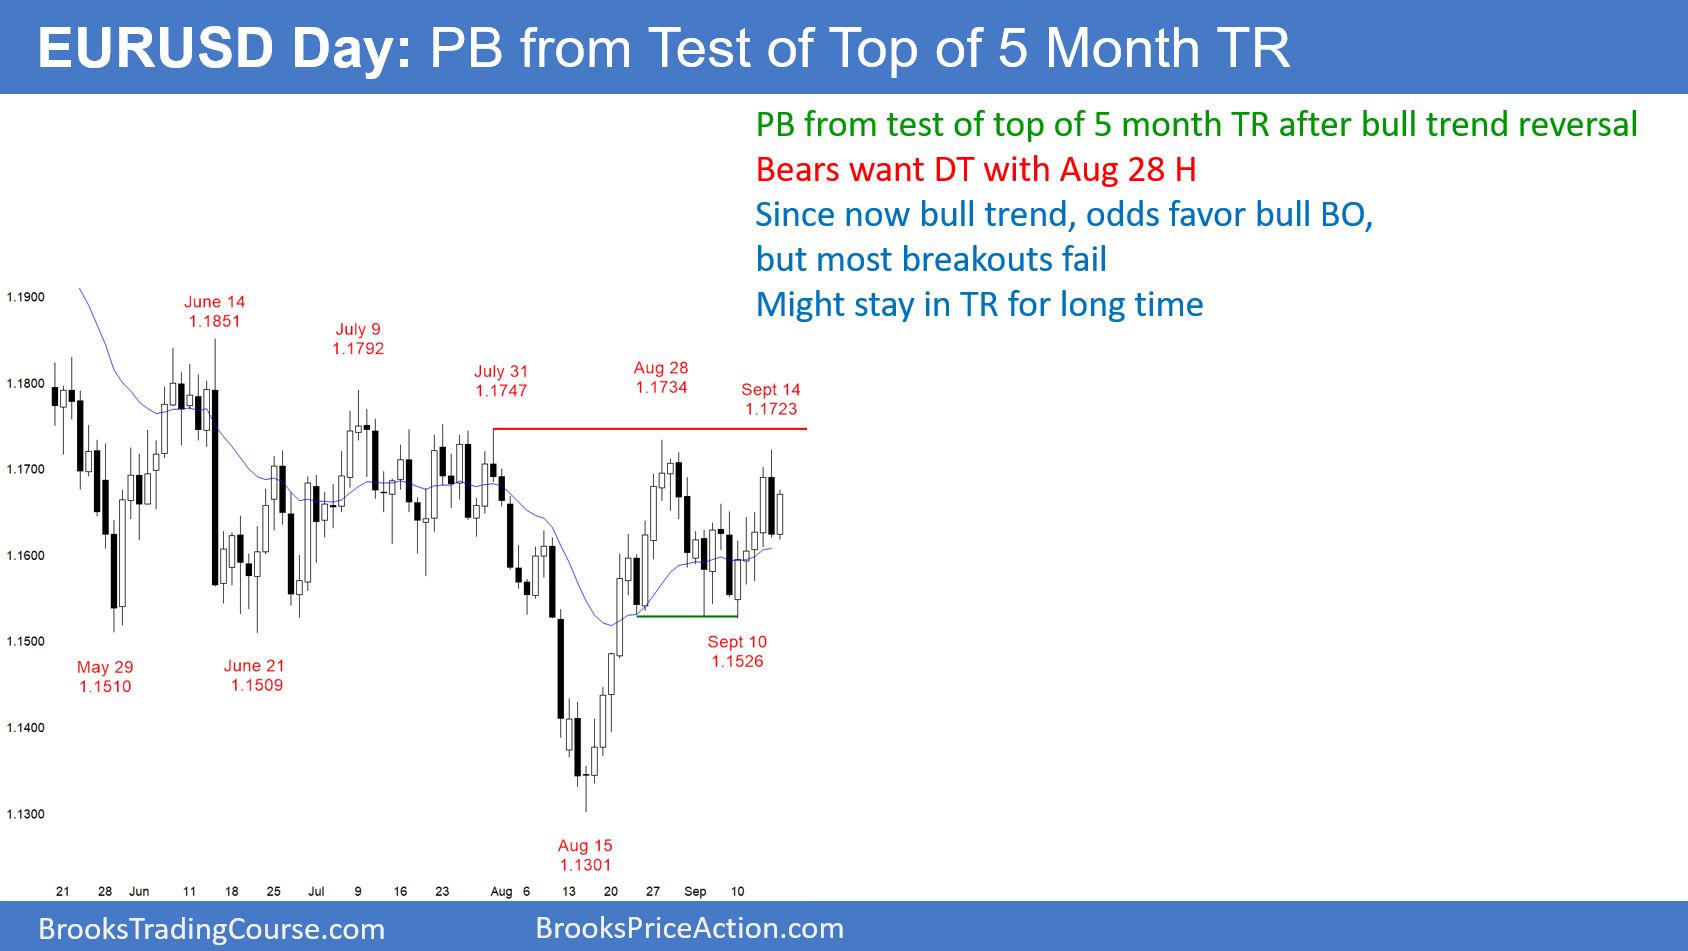 EURUSD Day: PB from Test of Top of 5 Month TR
PB from test of top of 5 month TR after bull trend reversal
Bears want DT with Aug 28 H
Since now bull trend, odds favor bull BO,
but most breakouts fail
Might stay in TR for long time
1.1900
1.1800
1.1700
1.1600
1.1500
1.1400
1.1300
June 14
1.1851
July 9
1.1792
July 31
1.1747
Aug 28
1.1734
Sept 14
1.1723
May 29
1.1510
June 21
1.1509
Sept 10
1.1526
Aug 15
1.1301
21 28 Jun 11 18 25 Jul 9 16 23 Aug 6 13 20 27 Sep 10
BrooksTradingCourse.com
BrooksPriceAction.com